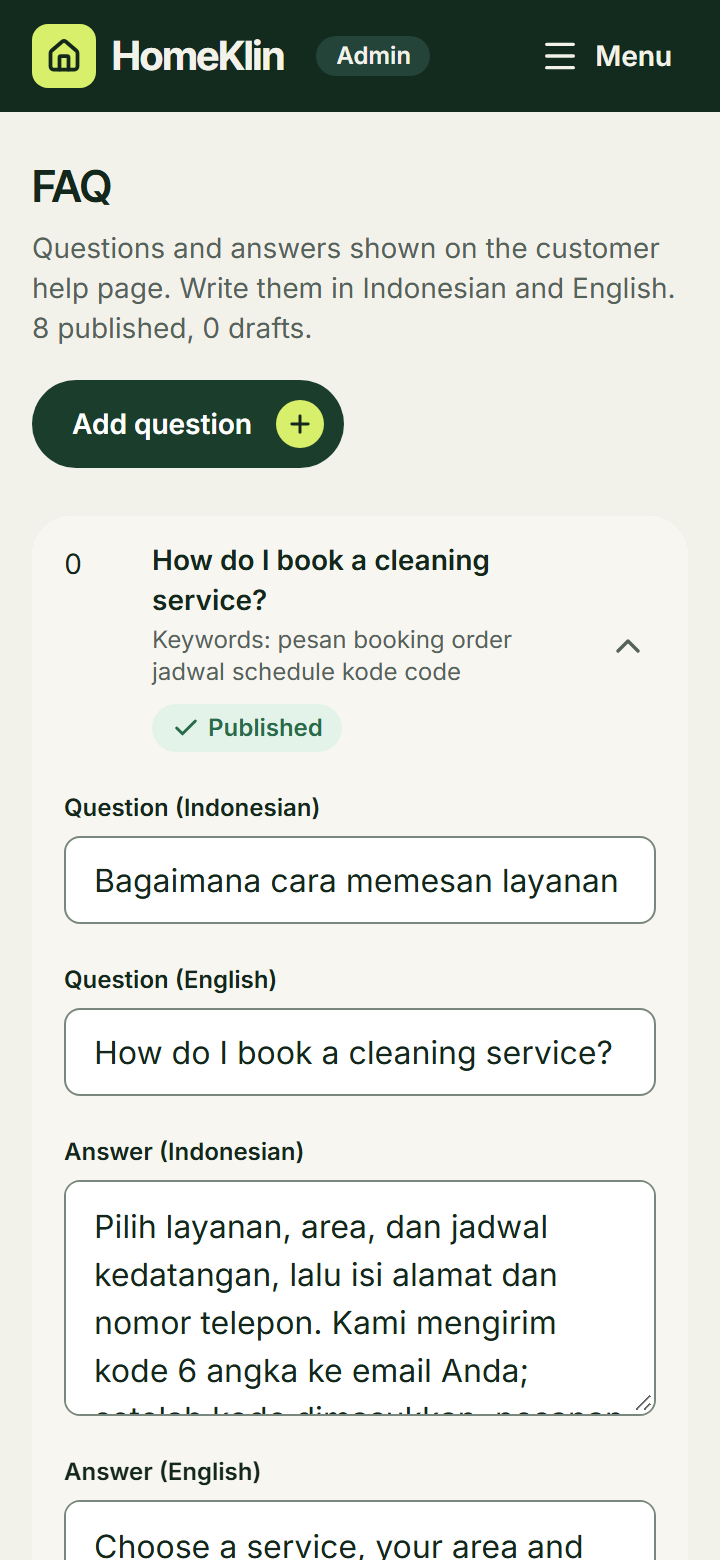 HomeKlin
Admin
Menu
FAQ
Questions and answers shown on the customer
help page. Write them in Indonesian and English.
8 published, 0 drafts.
Add question
0
How do I book a cleaning
service?
Keywords: pesan booking order
jadwal schedule kode code
Published
Question (Indonesian)
Bagaimana cara memesan layanan
Question (English)
How do I book a cleaning service?
Answer (Indonesian)
Pilih layanan, area, dan jadwal
kedatangan, lalu isi alamat dan
nomor telepon. Kami mengirim
kode 6 angka ke email Anda;
setelah kode dimasukkan, pesanan
Answer (English)
Choose a service, your area and